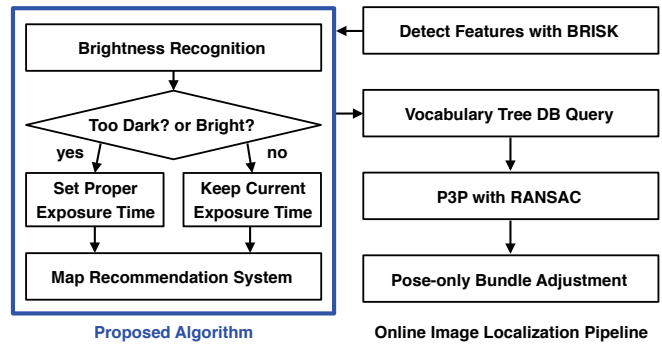 Brightness Recognition
Too Dark? or Bright?
yes
no
Set Proper
Exposure Time
Keep Current
Exposure Time
Map Recommendation System
Proposed Algorithm
Detect Features with BRISK
Vocabulary Tree DB Query
P3P with RANSAC
Pose-only Bundle Adjustment
Online Image Localization Pipeline